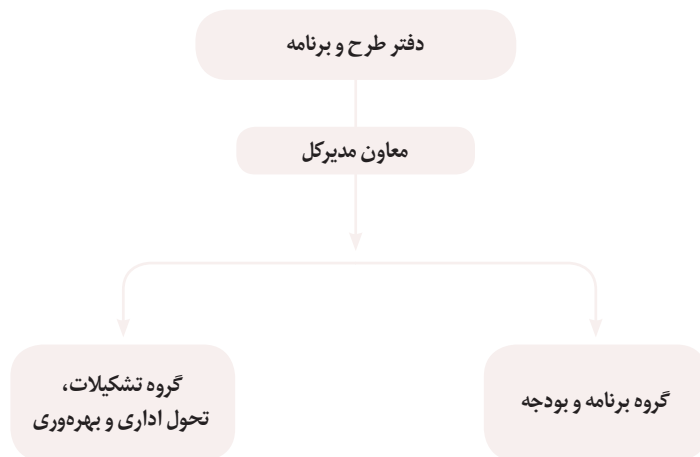 دفتر طرح و برنامه
معاون مدیرکل
گروه برنامه و بودجه
گروه تشکیلات،
تحول اداری و بهره‌وری